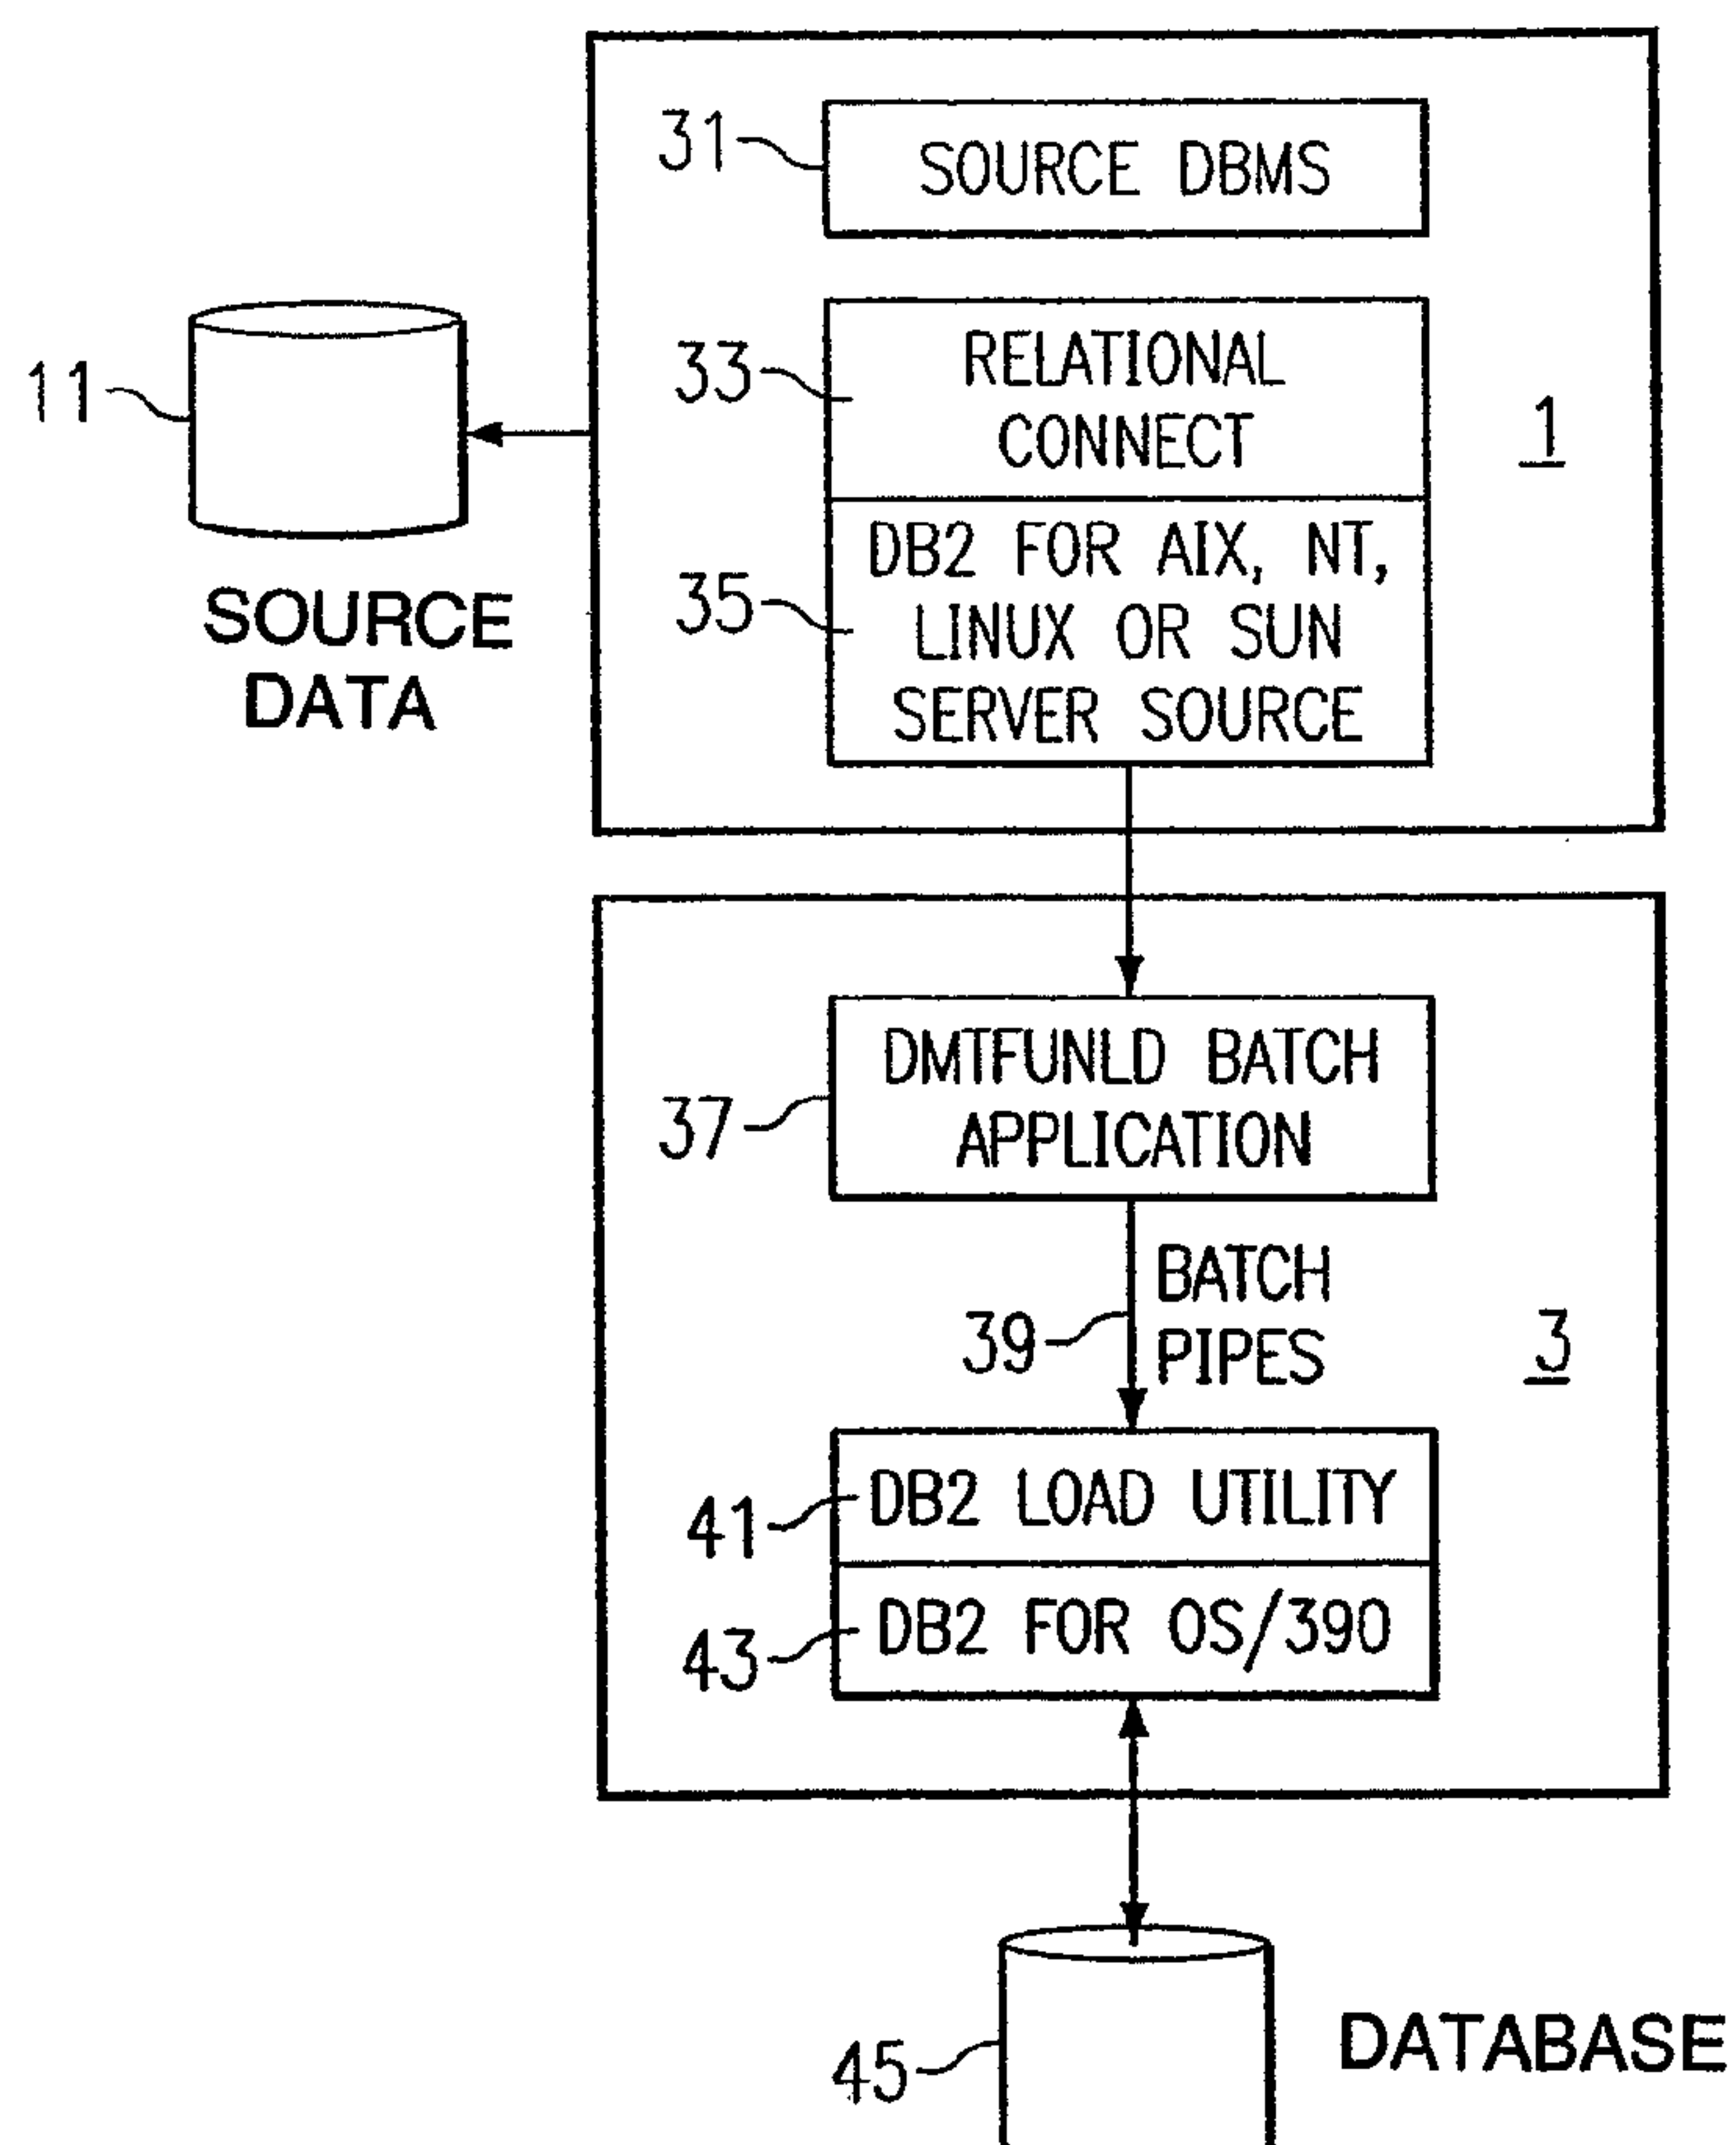 31
SOURCE DBMS
11
SOURCE
DATA
33
RELATIONAL
CONNECT
1
35
DB2 FOR AIX, NT,
LINUX OR SUN
SERVER SOURCE
37
DMTFUNLD BATCH
APPLICATION
39
BATCH
PIPES
3
41
DB2 LOAD UTILITY
43
DB2 FOR OS/390
45
DATABASE